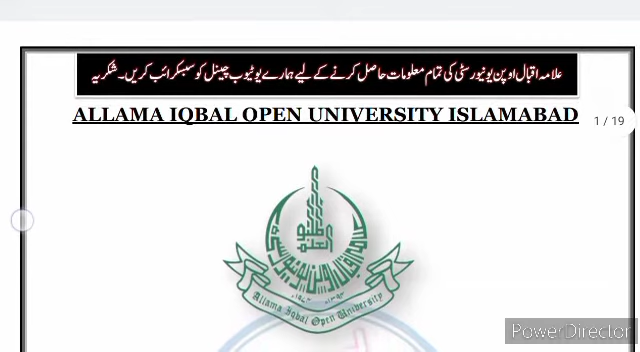 علامہ اقبال اوپن یونیورسٹی کی تمام معلومات حاصل کرنے کے لیے ہمارے یوٹیوب چینل کو سبسکرائب کریں۔ شکریہ
ALLAMA IQBAL OPEN UNIVERSITY ISLAMABAD
1 / 19
Allama Iqbal Open University
PowerDirector